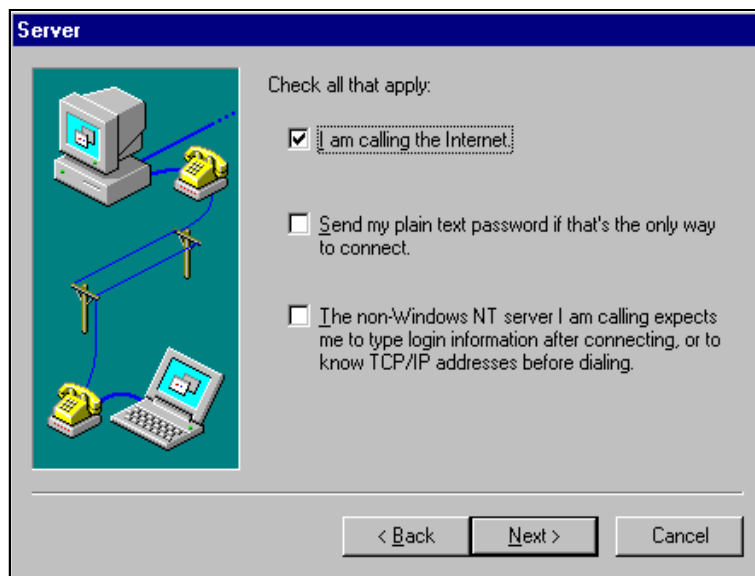 Server
Check all that apply:
I am calling the Internet.
Send my plain text password if that's the only way
to connect.
The non-Windows NT server I am calling expects
me to type login information after connecting, or to
know TCP/IP addresses before dialing.
< Back
Next >
Cancel